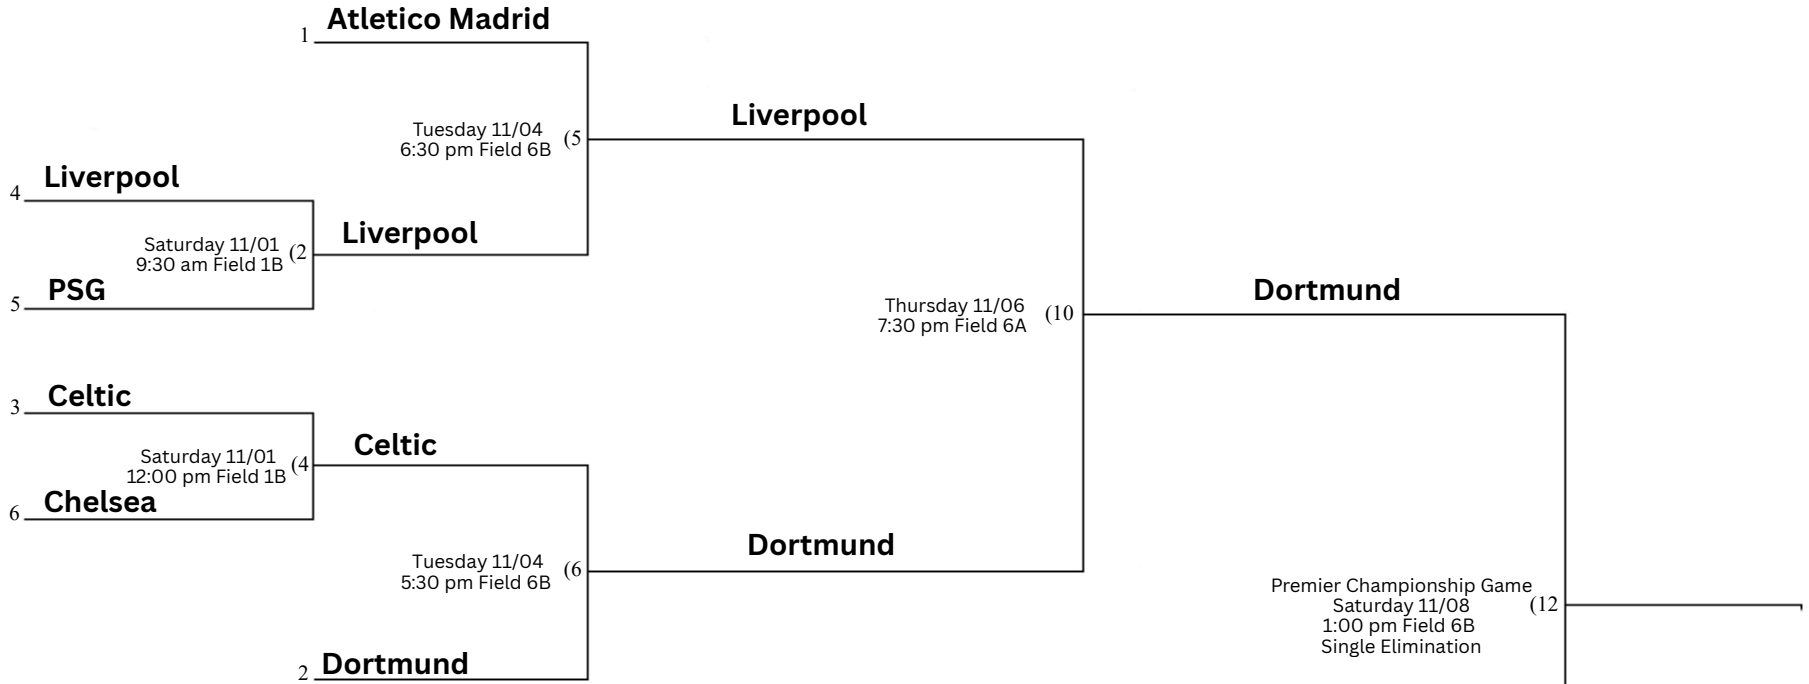 Atletico Madrid
1
Liverpool
Tuesday 11/04
6:30 pm Field 6B
(5
Liverpool
4
Liverpool
Saturday 11/01
9:30 am Field 1B
(2
PSG
5
Dortmund
Thursday 11/06
7:30 pm Field 6A
(10
Celtic
3
Celtic
Saturday 11/01
12:00 pm Field 1B
(4
Chelsea
6
Dortmund
Tuesday 11/04
5:30 pm Field 6B
(6
Premier Championship Game
Saturday 11/08
1:00 pm Field 6B
Single Elimination
(12
2
Dortmund